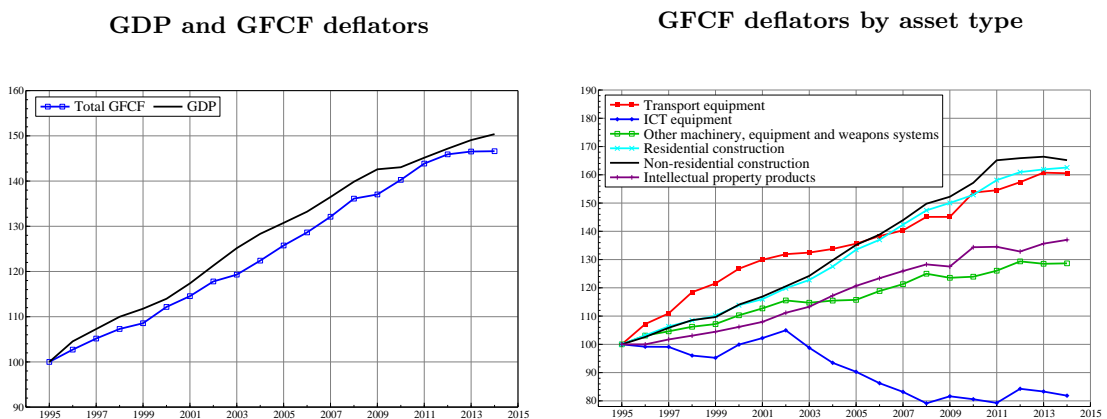 GDP and GFCF deflators
160
150
140
130
120
110
100
90
Total GFCF GDP
1995 1997 1999 2001 2003 2005 2007 2009 2011 2013 2015
GFCF deflators by asset type
190
180
170
160
150
140
130
120
110
100
90
80
Transport equipment
ICT equipment
Other machinery, equipment and weapons systems
Residential construction
Non-residential construction
Intellectual property products
1995 1997 1999 2001 2003 2005 2007 2009 2011 2013 2015